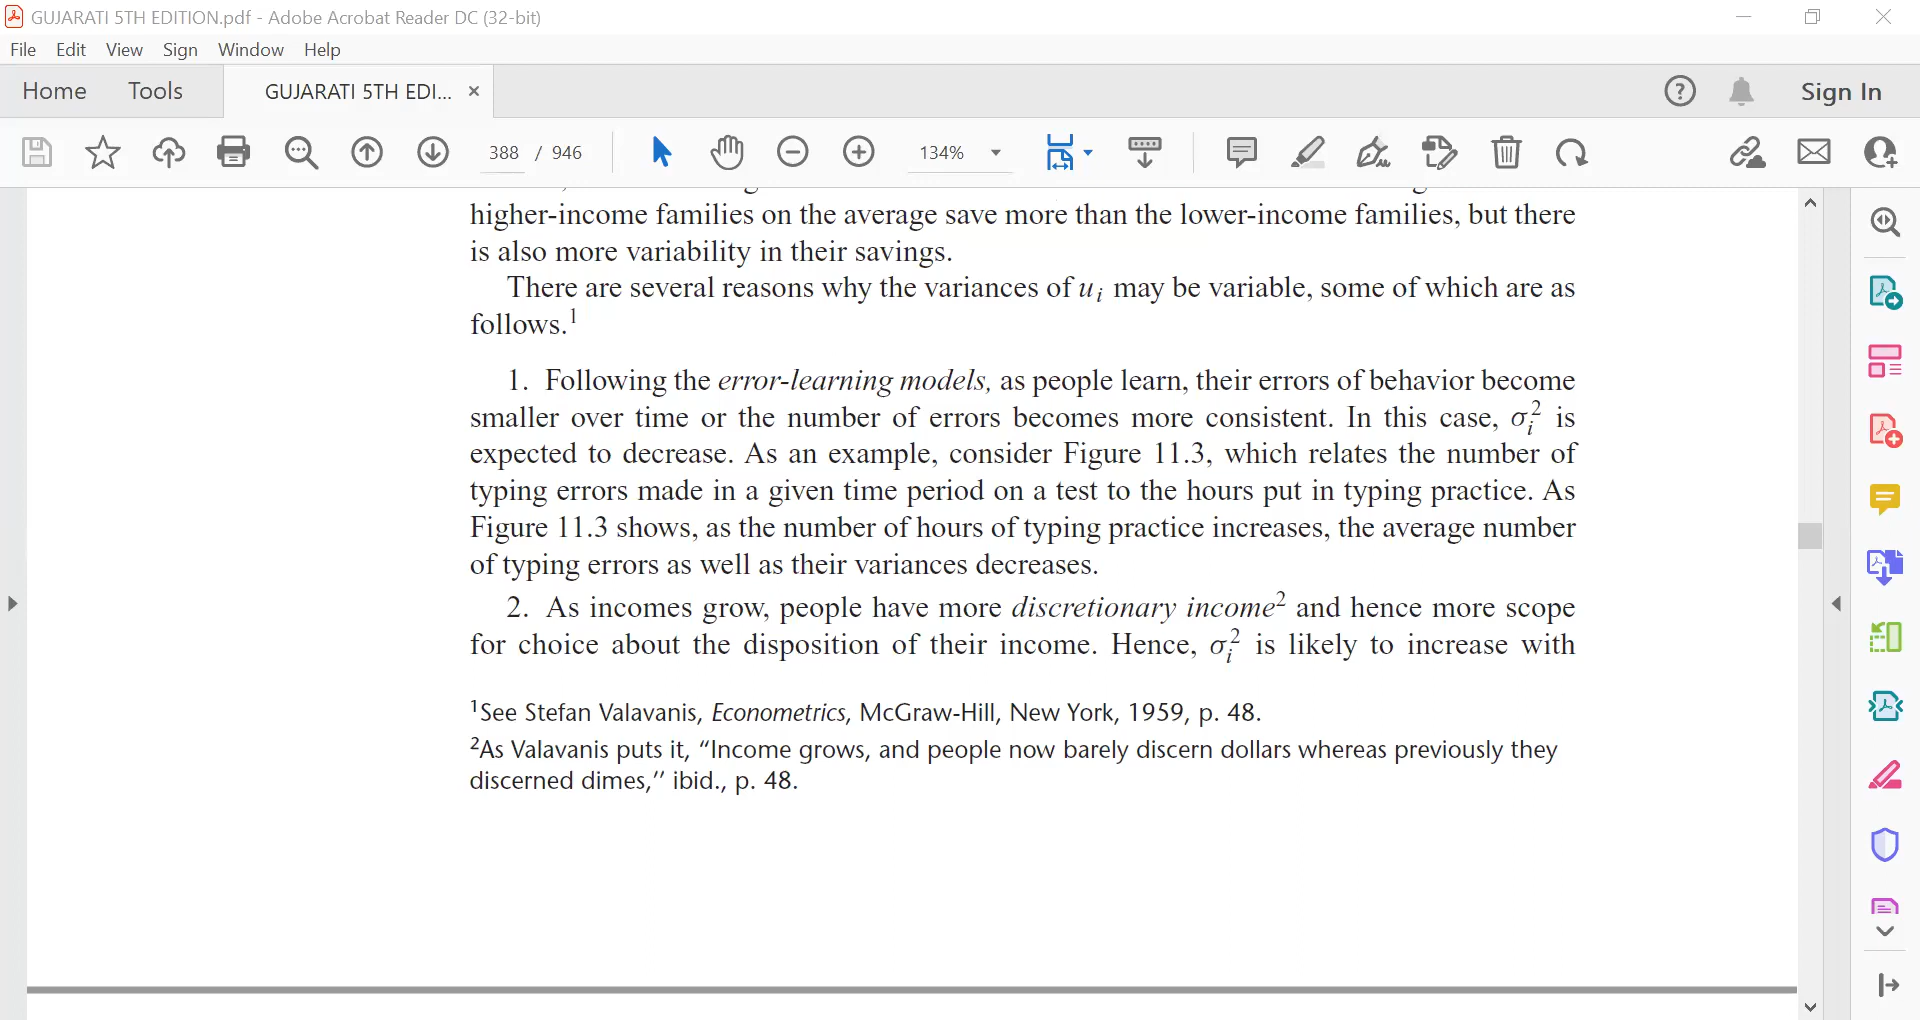 GUJARATI 5TH EDITION.pdf - Adobe Acrobat Reader DC (32-bit)
File Edit View Sign Window Help
Home Tools GUJARATI 5TH EDI... × Sign In
388 / 946 134%
higher-income families on the average save more than the lower-income families, but there
is also more variability in their savings.
There are several reasons why the variances of uᵢ may be variable, some of which are as
follows.¹
1. Following the error-learning models, as people learn, their errors of behavior become
smaller over time or the number of errors becomes more consistent. In this case, σᵢ² is
expected to decrease. As an example, consider Figure 11.3, which relates the number of
typing errors made in a given time period on a test to the hours put in typing practice. As
Figure 11.3 shows, as the number of hours of typing practice increases, the average number
of typing errors as well as their variances decreases.
2. As incomes grow, people have more discretionary income² and hence more scope
for choice about the disposition of their income. Hence, σᵢ² is likely to increase with
¹See Stefan Valavanis, Econometrics, McGraw-Hill, New York, 1959, p. 48.
²As Valavanis puts it, “Income grows, and people now barely discern dollars whereas previously they
discerned dimes,’’ ibid., p. 48.